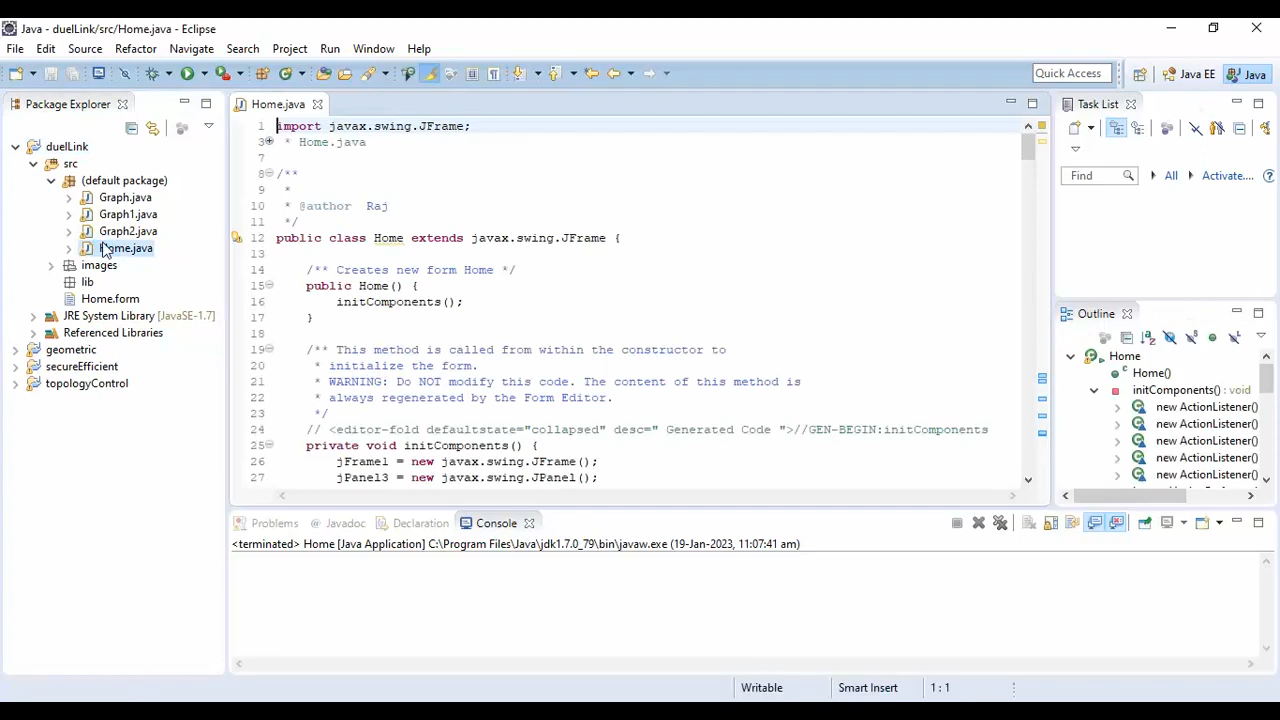 Java - duelLink/src/Home.java - Eclipse
File Edit Source Refactor Navigate Search Project Run Window Help
Quick Access
Java EE
Java
Package Explorer
duelLink
src
(default package)
Graph.java
Graph1.java
Graph2.java
Home.java
images
lib
Home.form
JRE System Library [JavaSE-1.7]
Referenced Libraries
geometric
secureEfficient
topologyControl
Home.java
1 import javax.swing.JFrame;
3 * Home.java
7
8 /**
9 *
10 * @author Raj
11 */
12 public class Home extends javax.swing.JFrame {
13
14 /** Creates new form Home */
15 public Home() {
16 initComponents();
17 }
18
19 /** This method is called from within the constructor to
20 * initialize the form.
21 * WARNING: Do NOT modify this code. The content of this method is
22 * always regenerated by the Form Editor.
23 */
24 // <editor-fold defaultstate="collapsed" desc=" Generated Code ">//GEN-BEGIN:initComponents
25 private void initComponents() {
26 jFrame1 = new javax.swing.JFrame();
27 jPanel3 = new javax.swing.JPanel();
Task List
Find
All
Activate...
Outline
Home
Home()
initComponents() : void
new ActionListener()
new ActionListener()
new ActionListener()
new ActionListener()
new ActionListener()
Problems Javadoc Declaration Console
<terminated> Home [Java Application] C:\Program Files\Java\jdk1.7.0_79\bin\javaw.exe (19-Jan-2023, 11:07:41 am)
Writable
Smart Insert
1 : 1